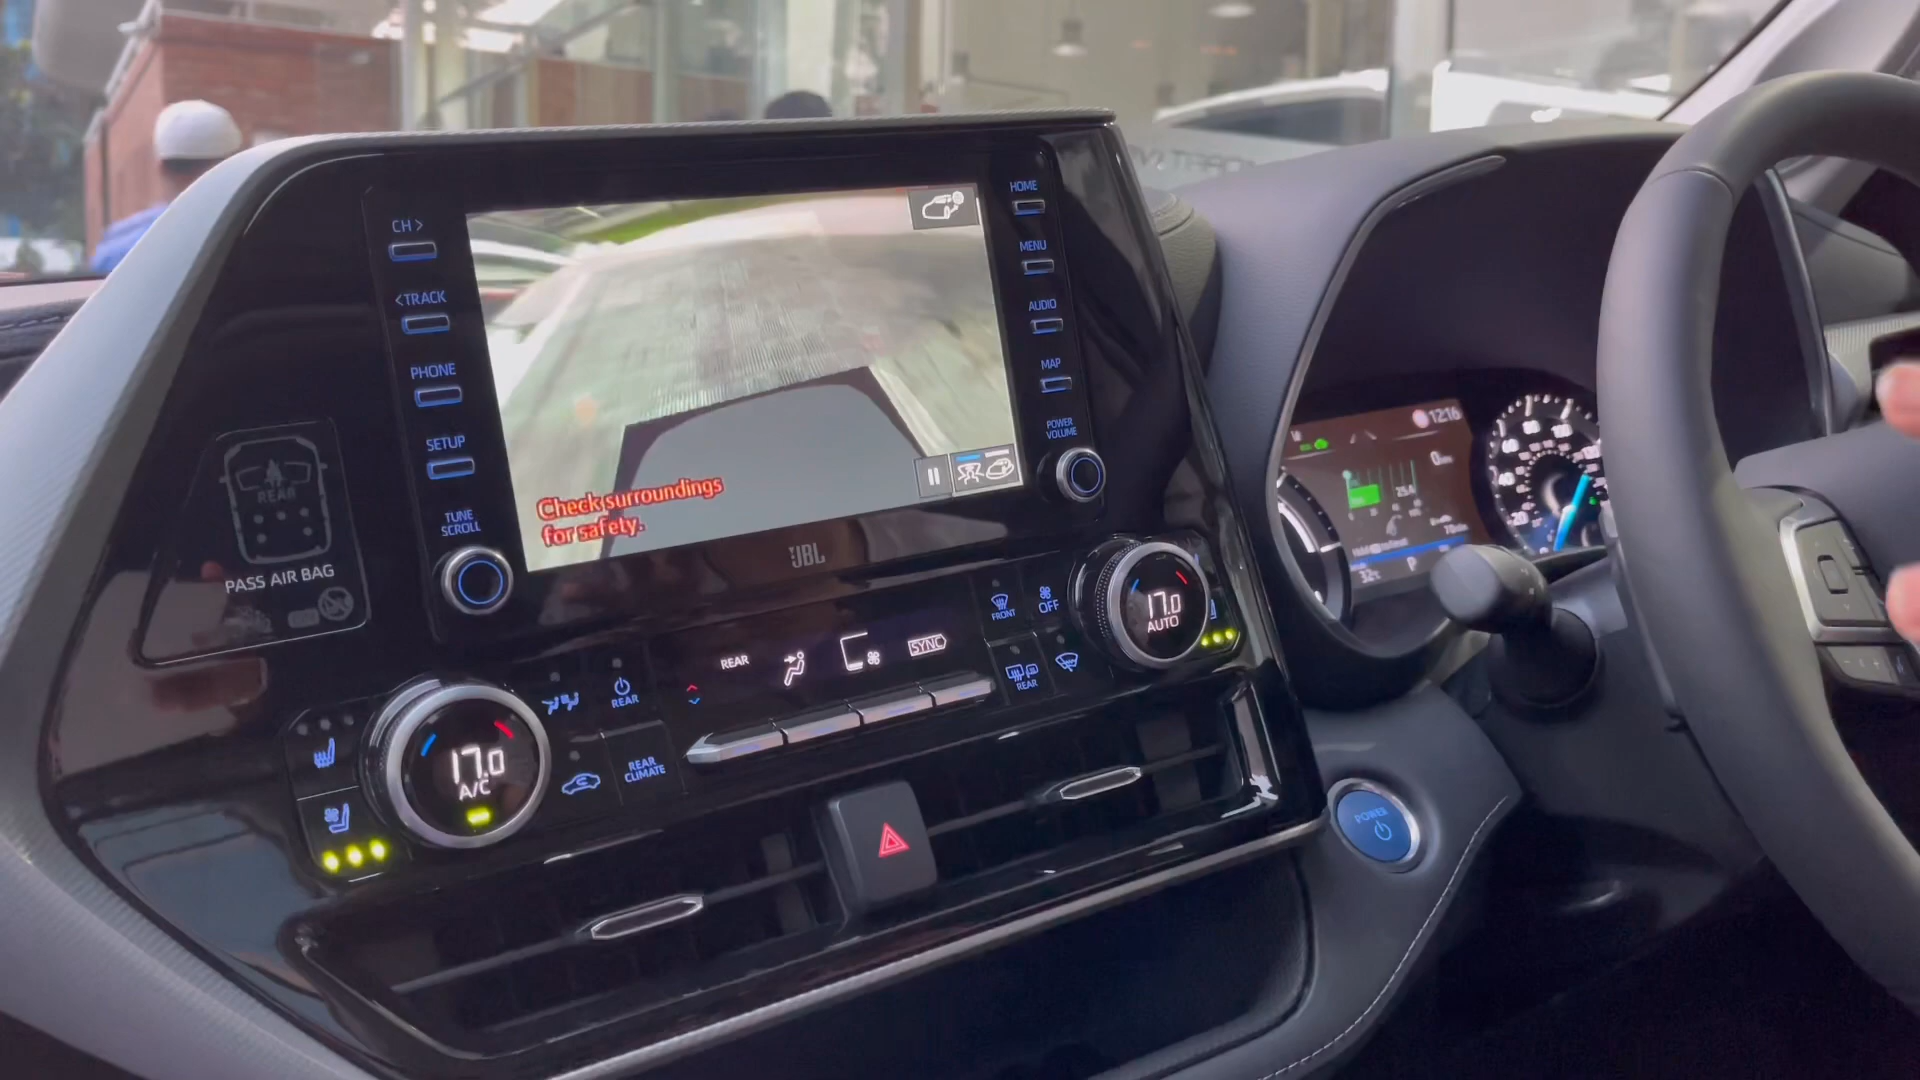 CH >
<TRACK
PHONE
SETUP
TUNE
SCROLL
HOME
MENU
AUDIO
MAP
POWER
VOLUME
Check surroundings
for safety.
JBL
REAR
PASS AIR BAG
17.0
A/C
REAR
REAR
CLIMATE
REAR
SYNC
FRONT
OFF
REAR
17.0
AUTO
POWER
12:16
32°C
P